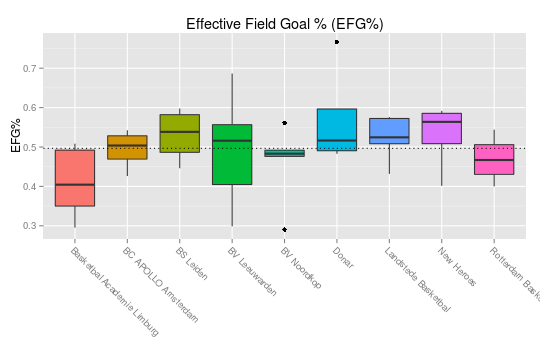 Effective Field Goal % (EFG%)
EFG%
0.7
0.6
0.5
0.4
0.3
Basketbal Academie Limburg
BC APOLLO Amsterdam
BS Leiden
BV Leeuwarden
BV Noordkop
Donar
Landstede Basketbal
New Heroes
Rotterdam